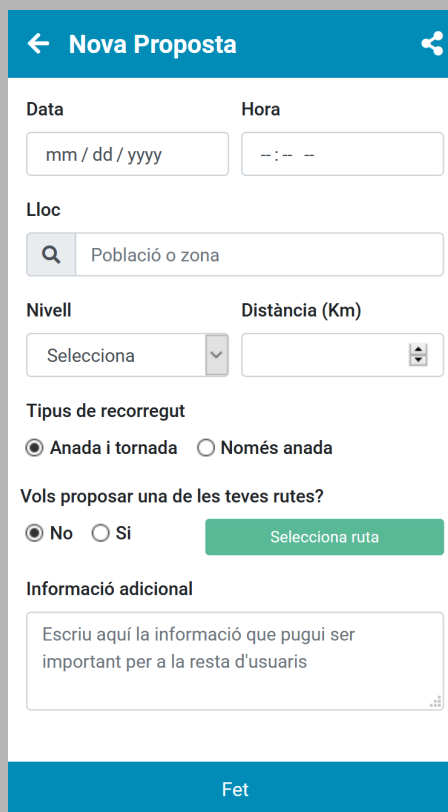 Nova Proposta
Data Hora
mm / dd / yyyy --:-- --
Lloc
Població o zona
Nivell Distància (Km)
Selecciona
Tipus de recorregut
Anada i tornada Només anada
Vols proposar una de les teves rutes?
No Si Selecciona ruta
Informació adicional
Escriu aquí la informació que pugui ser
important per a la resta d'usuaris
Fet